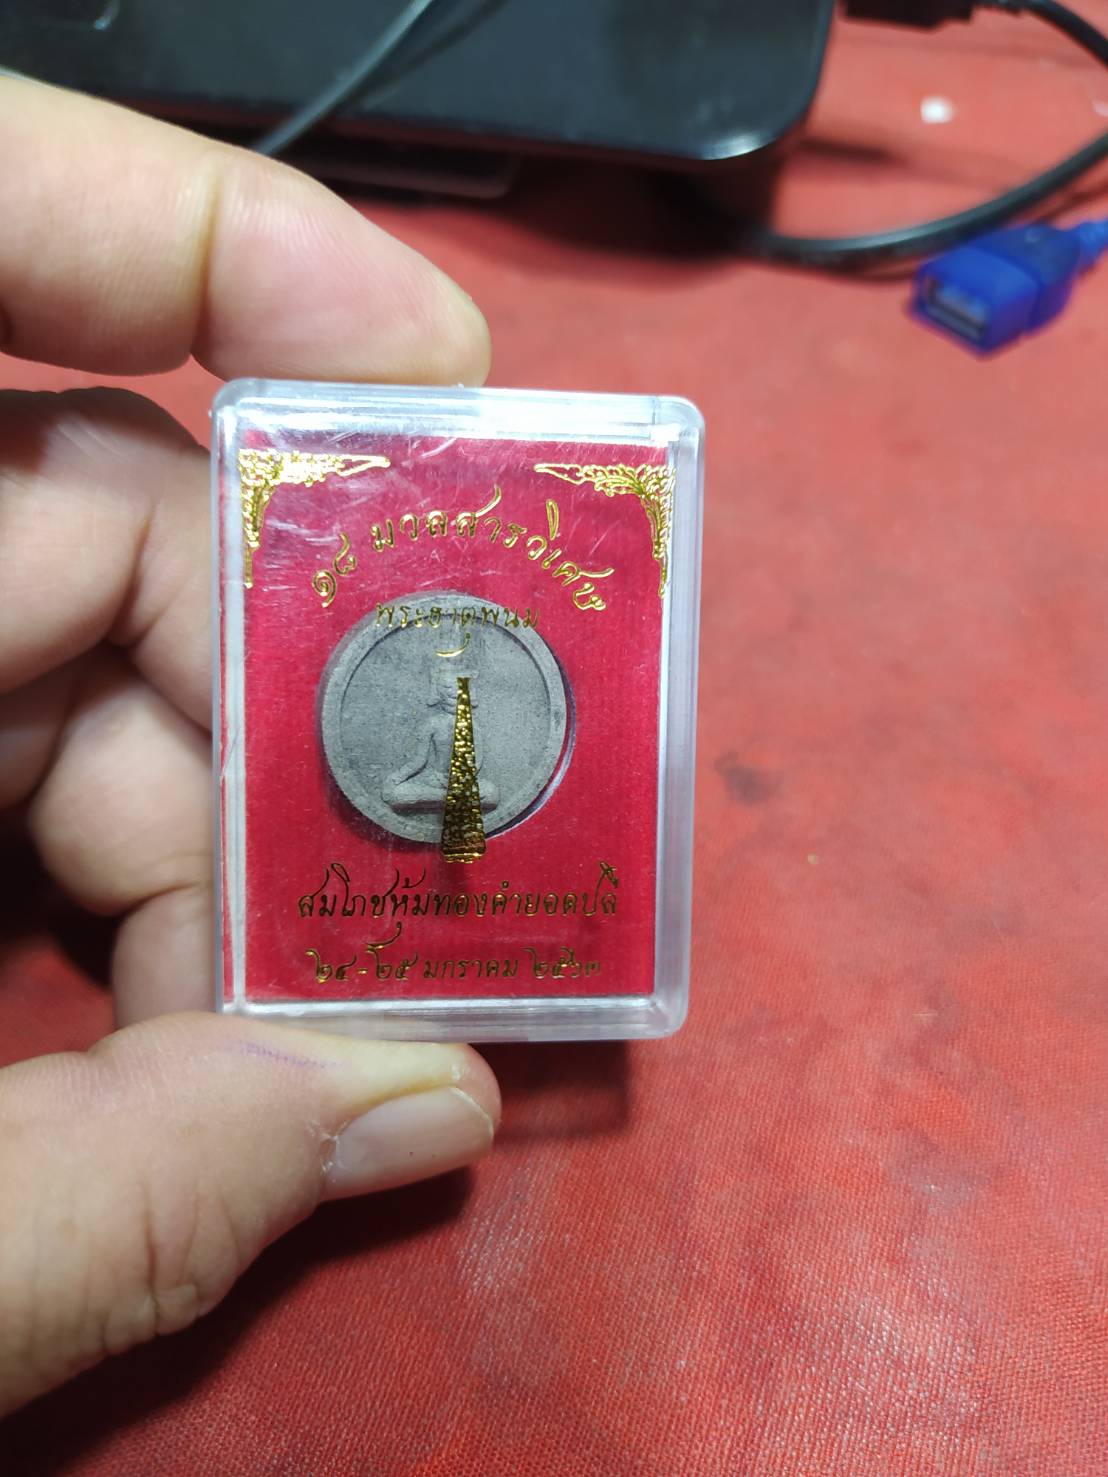 ๑๘ มวลสารวิเศษ
พระธาตุพนม
สมโภชหุ้มทองคำยอดปลี
๒๔-๒๕ มกราคม ๒๕๖๓